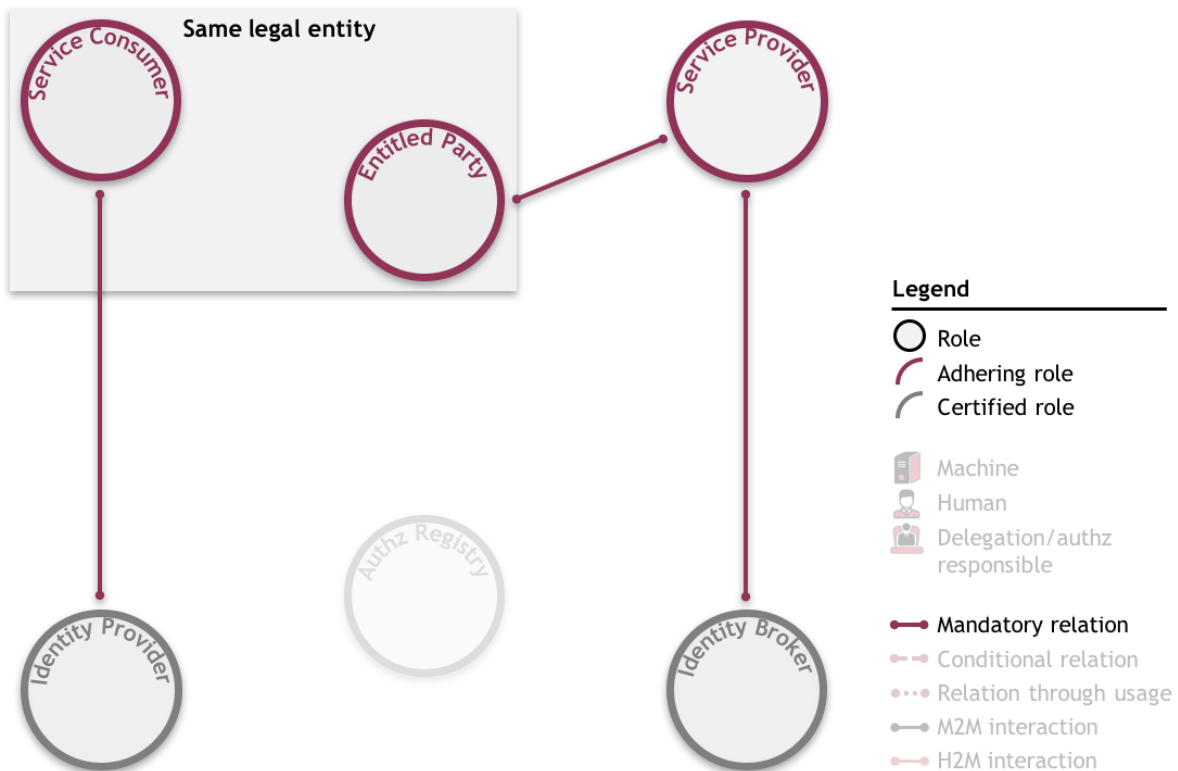 Same legal entity
Service Consumer
Service Provider
Entitled Party
Legend
Role
Adhering role
Certified role
Machine
Human
Delegation/authz
responsible
Authz Registry
Identity Provider
Identity Broker
Mandatory relation
Conditional relation
Relation through usage
M2M interaction
H2M interaction